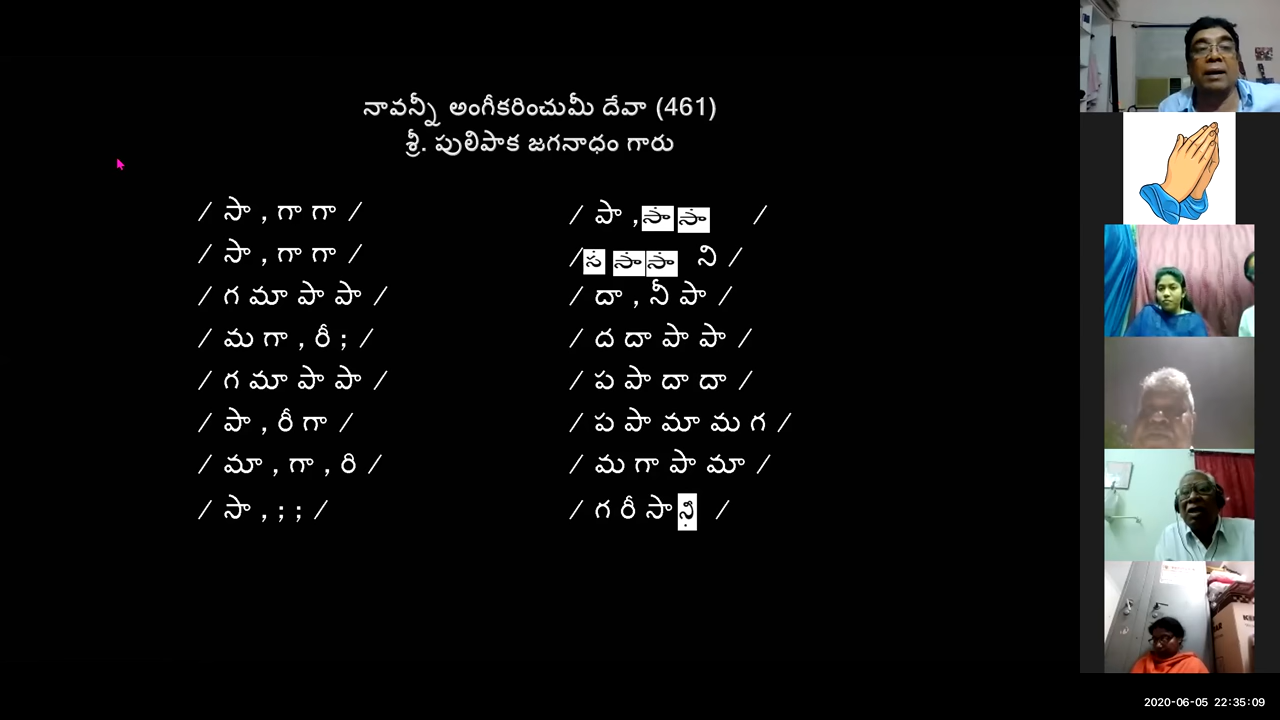 నావన్నీ అంగీకరించుమీ దేవా (461)
శ్రీ. పులిపాక జగనాధం గారు
/ సా , గా గా /
/ సా , గా గా /
/ గ మా పా పా /
/ మ గా , రీ ; /
/ గ మా పా పా /
/ పా , రీ గా /
/ మా , గా , రి /
/ సా , ; ; /
/ పా , సా̇ సా̇ /
/ స̇ సా̇ సా̇ ని /
/ దా , నీ పా /
/ ద దా పా పా /
/ ప పా దా దా /
/ ప పా మా మ గ /
/ మ గా పా మా /
/ గ రీ సా ని̣ /
2020-06-05 22:35:09